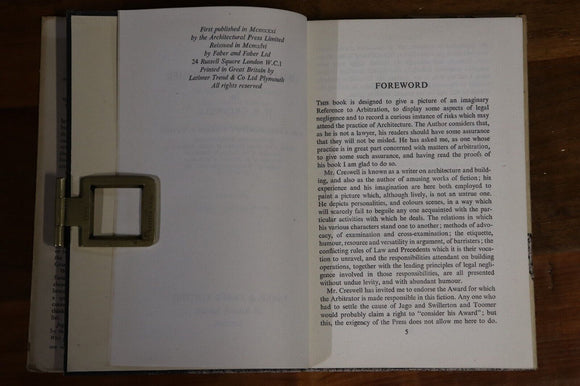 First published in Mcmxxxi
by the Architectural Press Limited
Reissued in Mcmxlvi
by Faber and Faber Ltd
24 Russell Square London W.C.1
Printed in Great Britain by
Latimer Trend & Co Ltd Plymouth
All rights reserved
FOREWORD
This book is designed to give a picture of an imaginary
Reference to Arbitration, to display some aspects of legal
negligence and to record a curious instance of risks which may
attend the practice of Architecture. The Author considers that,
as he is not a lawyer, his readers should have some assurance
that they will not be misled. He has asked me, as one whose
practice is in great part concerned with matters of arbitration,
to give some such assurance, and having read the proofs of
his book I am glad to do so.
Mr. Creswell is known as a writer on architecture and build-
ing, and also as the author of amusing works of fiction; his
experience and his imagination are here both employed to
paint a picture which, although lively, is not an untrue one.
He depicts personalities, and colours scenes, in a way which
will scarcely fail to beguile any one acquainted with the par-
ticular activities with which he deals. The relations in which
his various characters stand one to another; methods of advo-
cacy, of examination and cross-examination; the etiquette,
humour, resource and versatility in argument, of barristers; the
conflicting rules of Law and Precedents which it is their voca-
tion to unravel, and the responsibilities attendant on building
operations, together with the leading principles of legal negli-
gence involved in those responsibilities, are all presented
without undue levity, and with abundant humour.
Mr. Creswell has invited me to endorse the Award for which
the Arbitrator is made responsible in this fiction. Any one who
had to settle the cause of Jago and Swillerton and Toomer
would probably claim a right to "consider his Award"; but
this, the exigency of the Press does not allow me here to do.
5